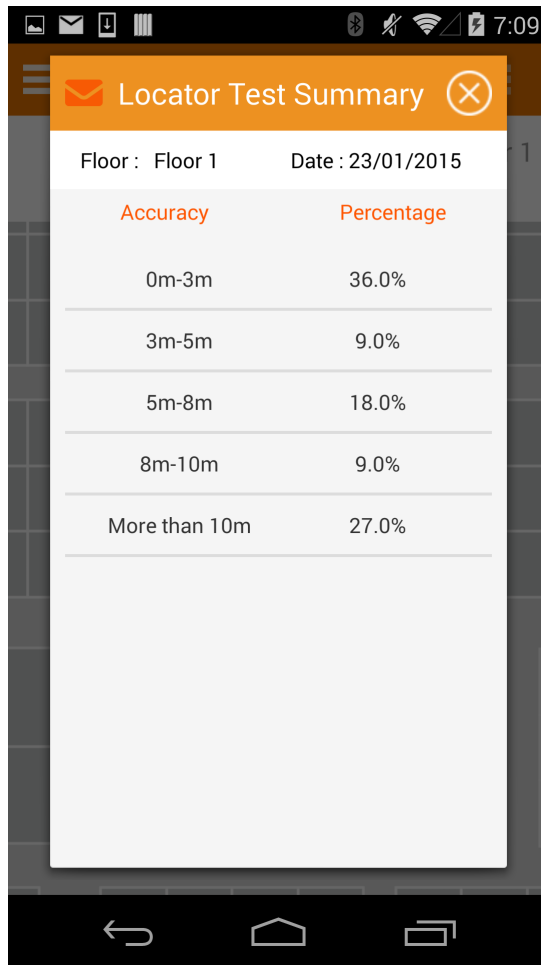 7:09
Locator Test Summary
Floor : Floor 1 Date : 23/01/2015
r 1
Accuracy Percentage
0m-3m 36.0%
3m-5m 9.0%
5m-8m 18.0%
8m-10m 9.0%
More than 10m 27.0%